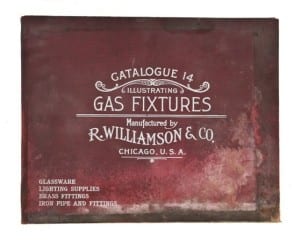 CATALOGUE 14
ILLUSTRATING
GAS FIXTURES
Manufactured by
R. WILLIAMSON & CO.
CHICAGO, U.S.A.
GLASSWARE
LIGHTING SUPPLIES
BRASS FITTINGS
IRON PIPE AND FITTINGS